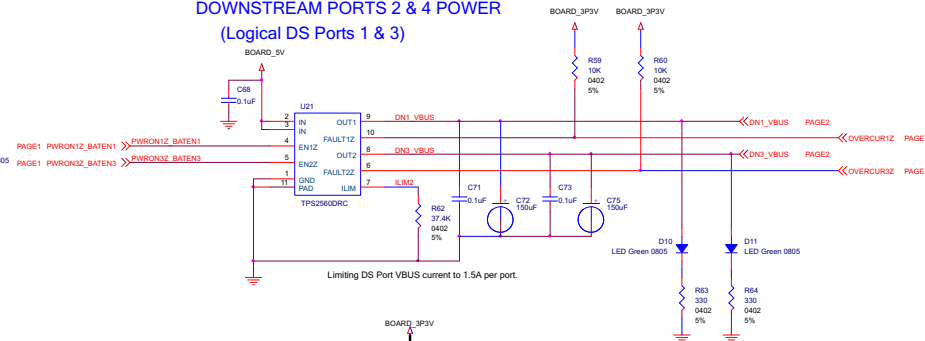 DOWNSTREAM PORTS 2 & 4 POWER
(Logical DS Ports 1 & 3)
BOARD_3P3V
BOARD_3P3V
BOARD_5V
R59
10K
0402
5%
R60
10K
0402
5%
C68
0.1uF
U21
2
3
IN
IN
4
EN1Z
5
EN2Z
1
11
GND
PAD
OUT1
9
FAULT1Z
10
OUT2
8
FAULT2Z
6
ILIM
7
TPS2560DRC
DN1_VBUS
DN3_VBUS
ILIM2
DN1_VBUS PAGE2
OVERCUR1Z PAGE
DN3_VBUS PAGE2
OVERCUR3Z PAGE
PAGE1 PWRON1Z_BATEN1
PWRON1Z_BATEN1
805
PAGE1 PWRON3Z_BATEN3
PWRON3Z_BATEN3
R62
37.4K
0402
5%
C71
0.1uF
+
C72
150uF
C73
0.1uF
+
C75
150uF
D10
LED Green 0805
D11
LED Green 0805
Limiting DS Port VBUS current to 1.5A per port.
R63
330
0402
5%
R64
330
0402
5%
BOARD_3P3V